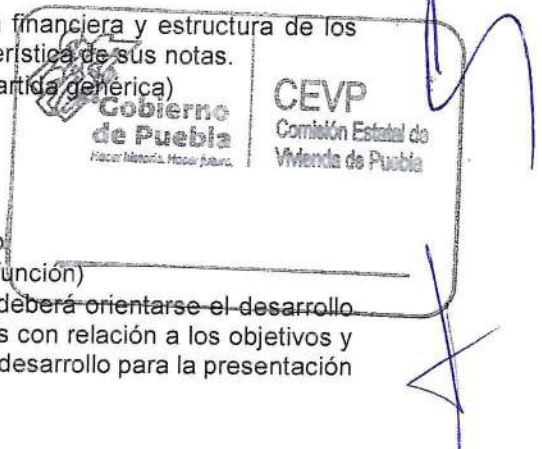 financiera y estructura de los
erística de sus notas.
artida genérica)
Gobierno
de Puebla
Hacer historia. Hacer futuro.
CEVP
Comisión Estatal de
Vivienda de Puebla
unción)
deberá orientarse el desarrollo
s con relación a los objetivos y
desarrollo para la presentación